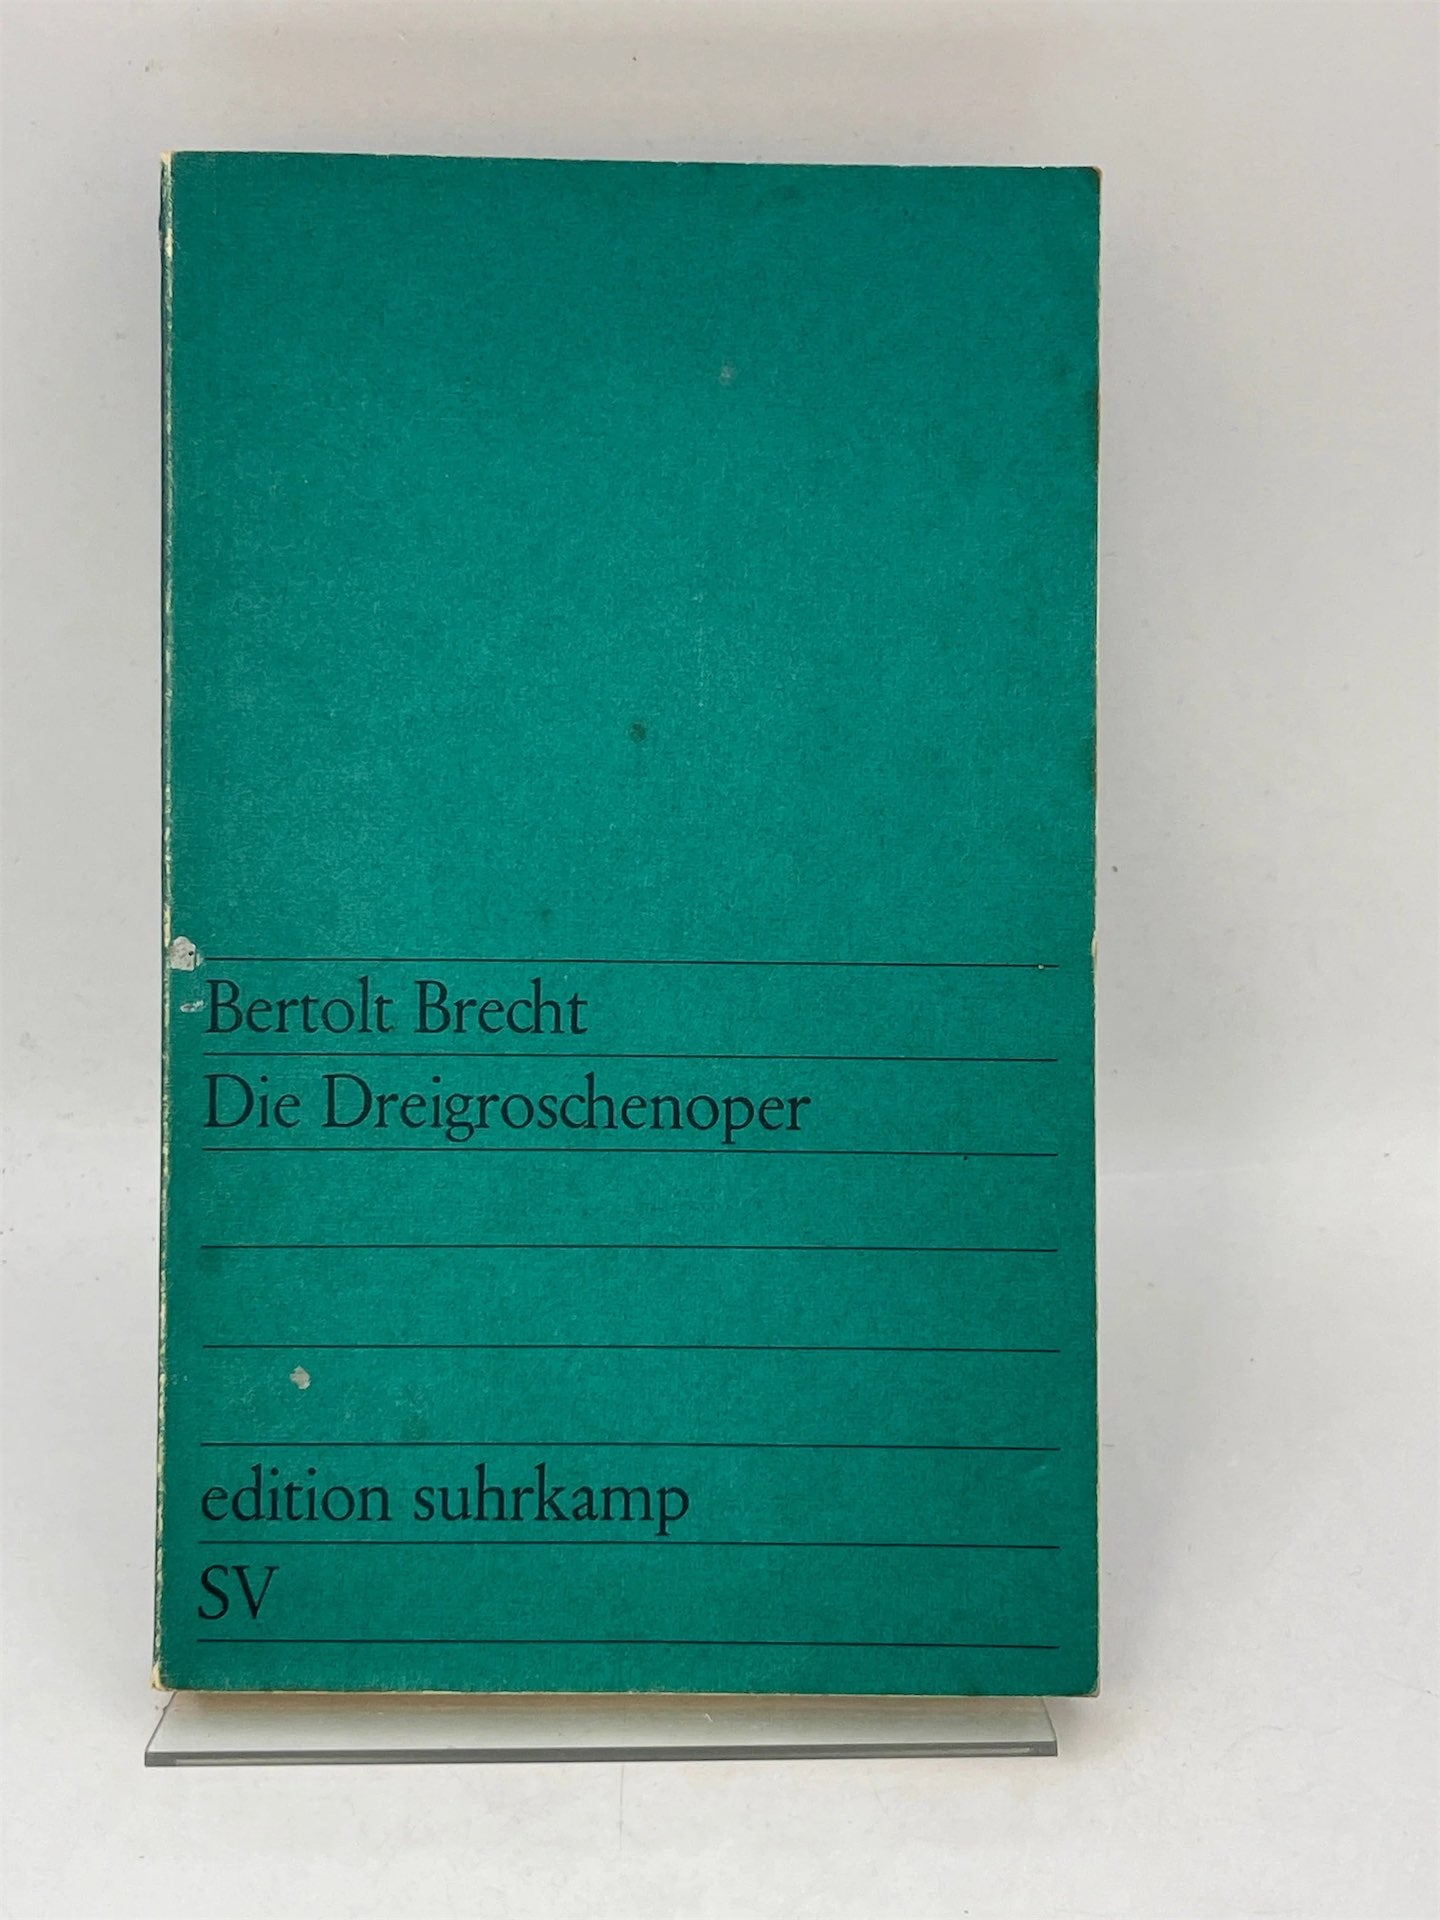 Bertolt Brecht
Die Dreigroschenoper
edition suhrkamp
SV